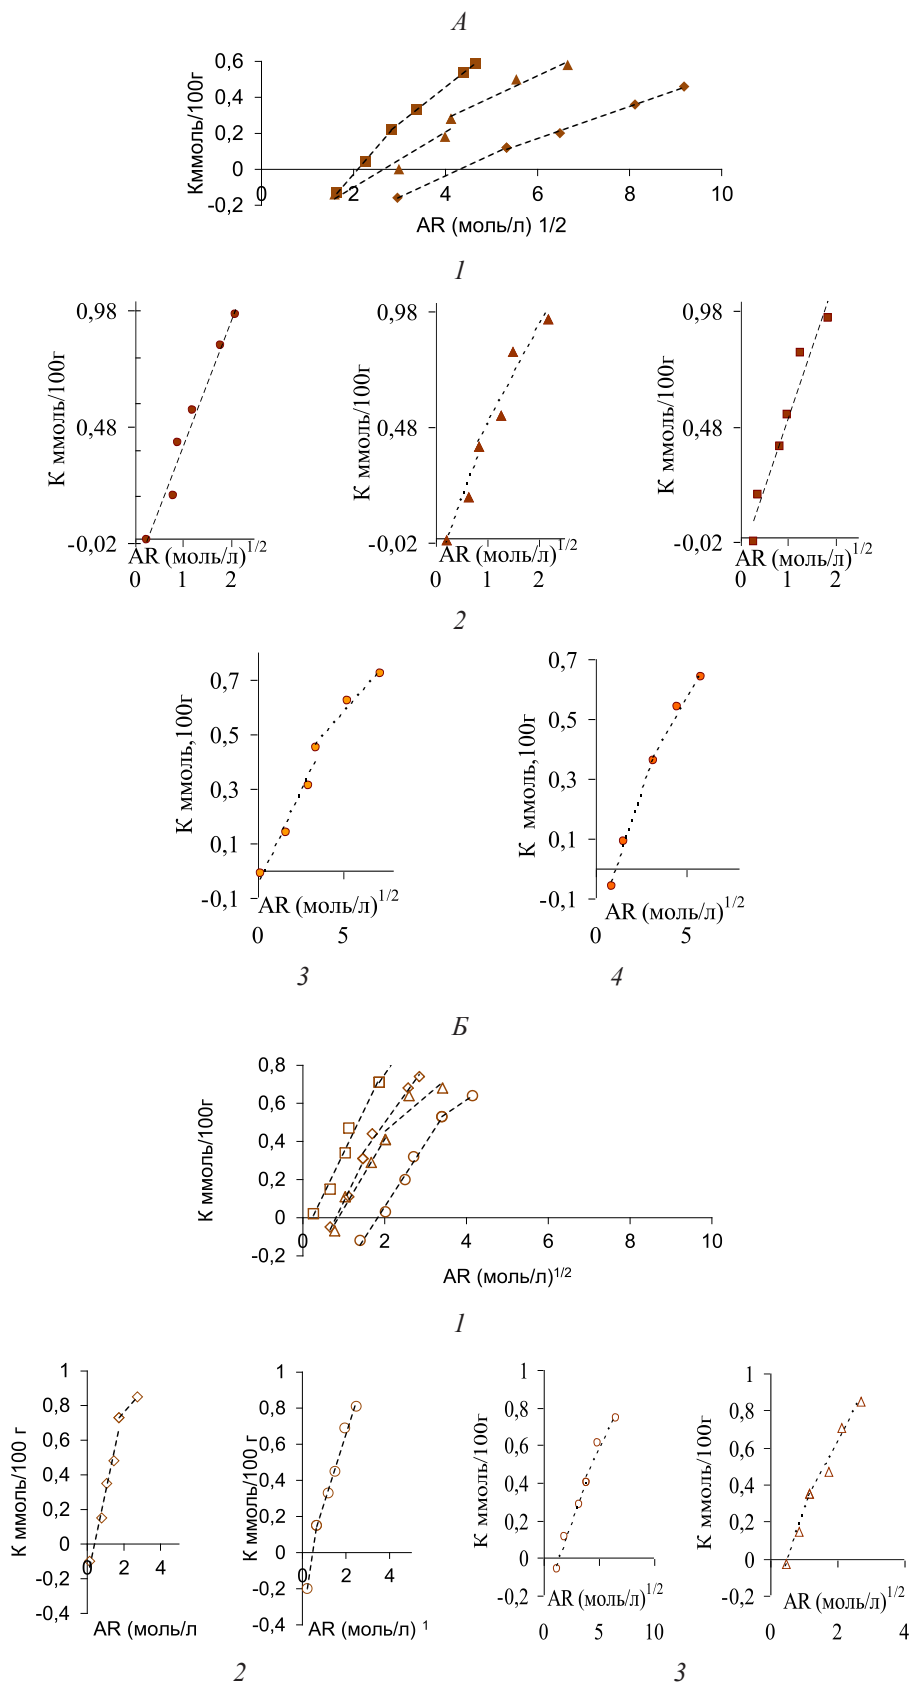 А
Кммоль/100г
0,6
0,4
0,2
0
-0,2
0 2 4 6 8 10
AR (моль/л) 1/2
1
К ммоль/100г
0,98
0,48
-0,02
AR (моль/л)1/2
0 1 2
К ммоль/100г
0,98
0,48
-0,02
AR (моль/л)1/2
0 1 2
К ммоль/100г
0,98
0,48
-0,02
AR (моль/л)1/2
0 1 2
2
К ммоль,100г
0,7
0,5
0,3
0,1
-0,1
AR (моль/л)1/2
0 5
3
К ммоль,100г
0,7
0,5
0,3
0,1
-0,1
AR (моль/л)1/2
0 5
4
Б
К ммоль/100г
0,8
0,6
0,4
0,2
0
-0,2
0 2 4 6 8 10
AR (моль/л)1/2
1
К ммоль/100 г
1
0,8
0,6
0,4
0,2
0
-0,2
-0,4
0 2 4
AR (моль/л
К ммоль/100 г
1
0,8
0,6
0,4
0,2
0
-0,2
-0,4
0 2 4
AR (моль/л) 1
2
К ммоль/100г
1
0,8
0,6
0,4
0,2
0
-0,2
AR (моль/л)1/2
0 5 10
К ммоль/100г
1
0,8
0,6
0,4
0,2
0
-0,2
AR (моль/л)1/2
0 2 4
3